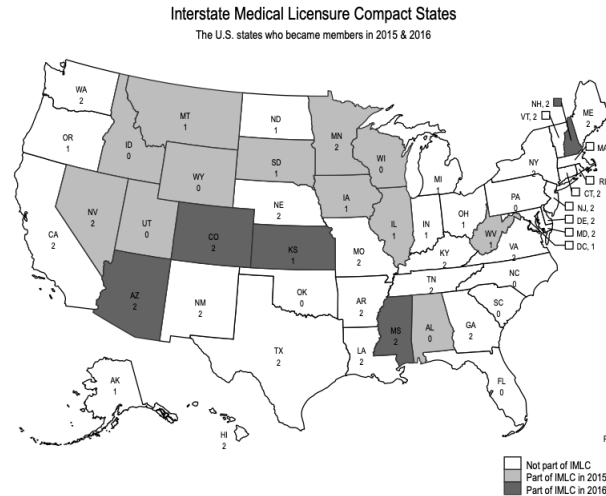 Interstate Medical Licensure Compact States
The U.S. states who became members in 2015 & 2016
WA
2
OR
1
CA
2
ID
0
NV
2
MT
1
WY
0
UT
0
AZ
2
CO
2
NM
2
ND
1
SD
1
NE
2
KS
1
OK
0
TX
2
MN
2
IA
1
MO
2
AR
2
LA
2
WI
0
IL
1
MS
2
MI
1
IN
1
OH
1
KY
2
TN
2
AL
0
GA
2
FL
0
SC
0
NC
0
VA
2
WV
1
PA
0
NY
2
ME
2
NH, 2
VT, 2
MA
RI
CT, 2
NJ, 2
DE, 2
MD, 2
DC, 1
AK
1
HI
2
Not part of IMLC
Part of IMLC in 2015
Part of IMLC in 2016